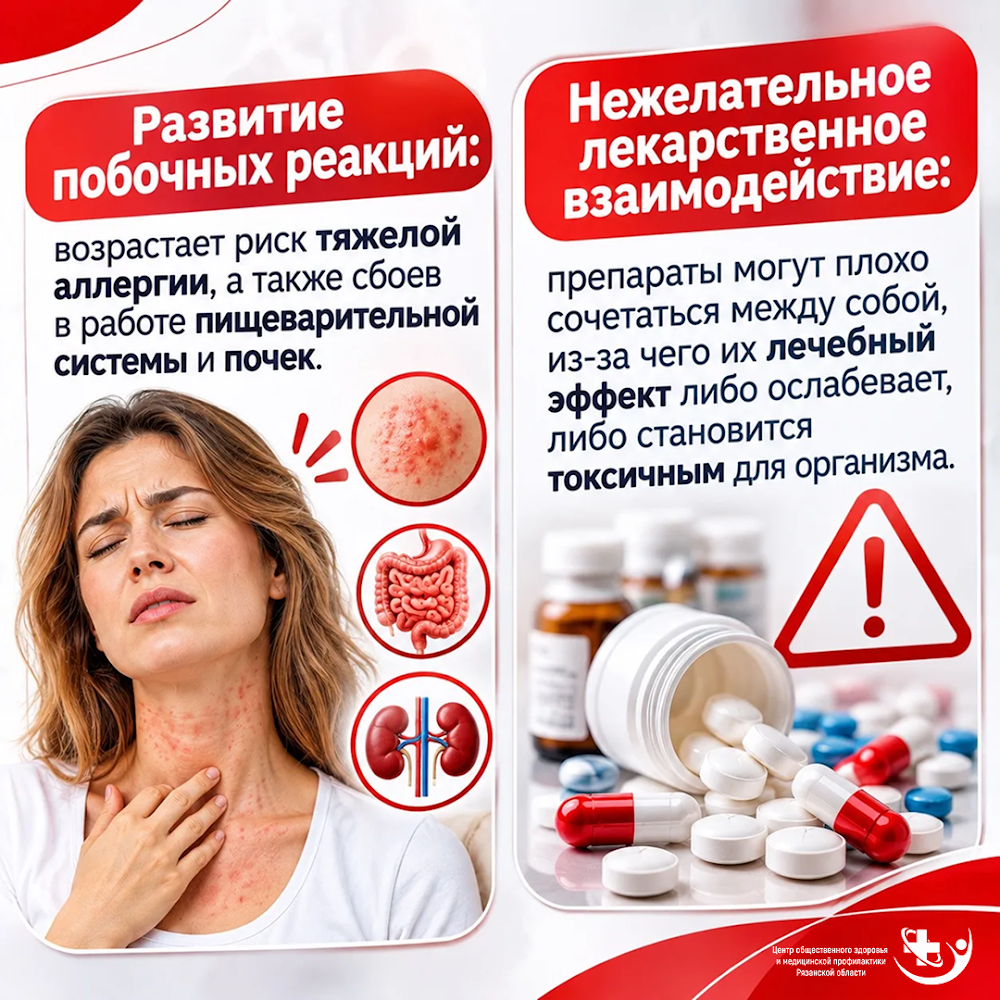 Развитие
побочных реакций:
возрастает риск тяжелой
аллергии, а также сбоев
в работе пищеварительной
системы и почек.
Нежелательное
лекарственное
взаимодействие:
препараты могут плохо
сочетаться между собой,
из-за чего их лечебный
эффект либо ослабевает,
либо становится
токсичным для организма.
Центр общественного здоровья
и медицинской профилактики
Рязанской области